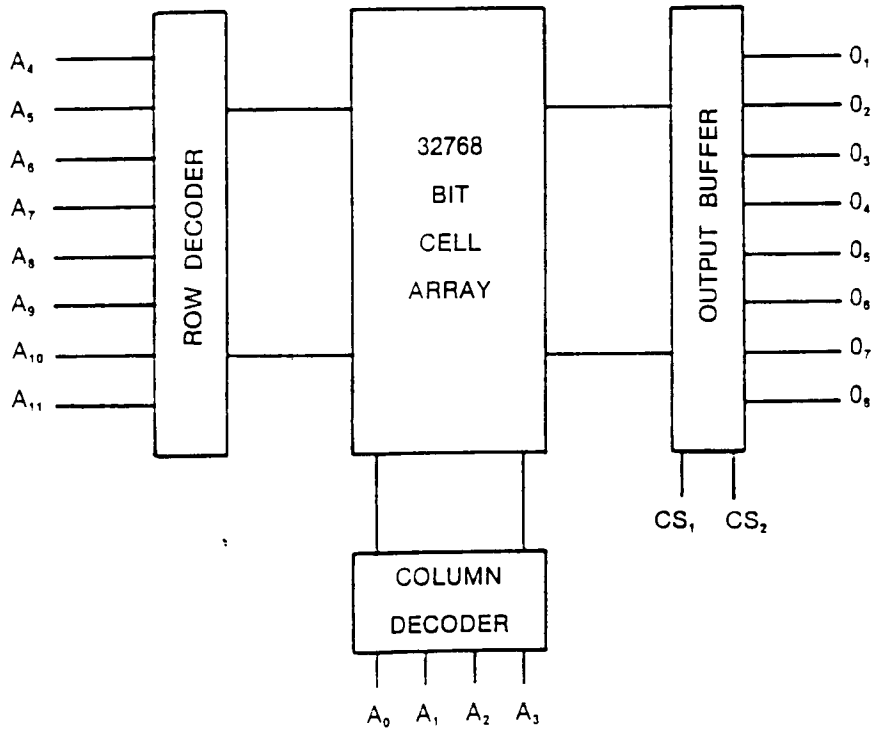 A₄
A₅
A₆
A₇
A₈
A₉
A₁₀
A₁₁
ROW DECODER
32768
BIT
CELL
ARRAY
OUTPUT BUFFER
O₁
O₂
O₃
O₄
O₅
O₆
O₇
O₈
CS₁ CS₂
COLUMN
DECODER
A₀ A₁ A₂ A₃